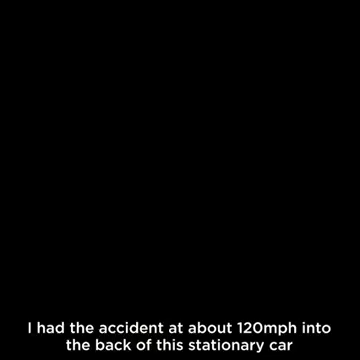 I had the accident at about 120mph into
the back of this stationary car